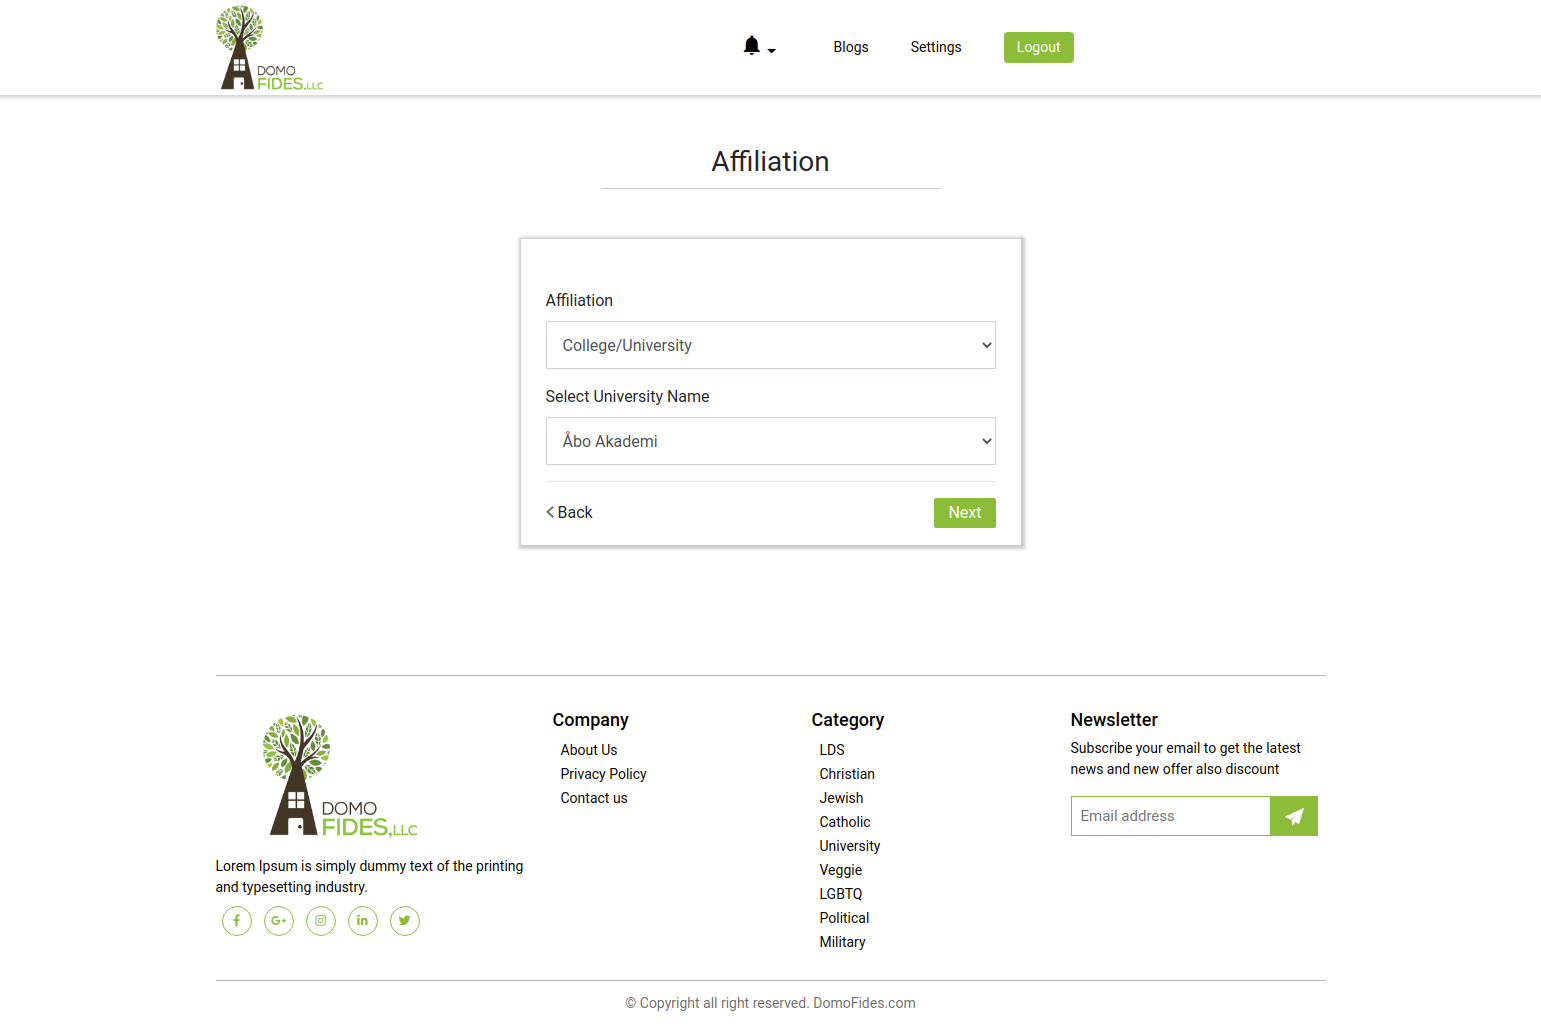 DOMO
FIDES.LLC
Blogs
Settings
Logout
Affiliation
Affiliation
College/University
Select University Name
Åbo Akademi
Back
Next
DOMO
FIDES,LLC
Lorem Ipsum is simply dummy text of the printing
and typesetting industry.
Company
About Us
Privacy Policy
Contact us
Category
LDS
Christian
Jewish
Catholic
University
Veggie
LGBTQ
Political
Military
Newsletter
Subscribe your email to get the latest
news and new offer also discount
Email address
© Copyright all right reserved. DomoFides.com